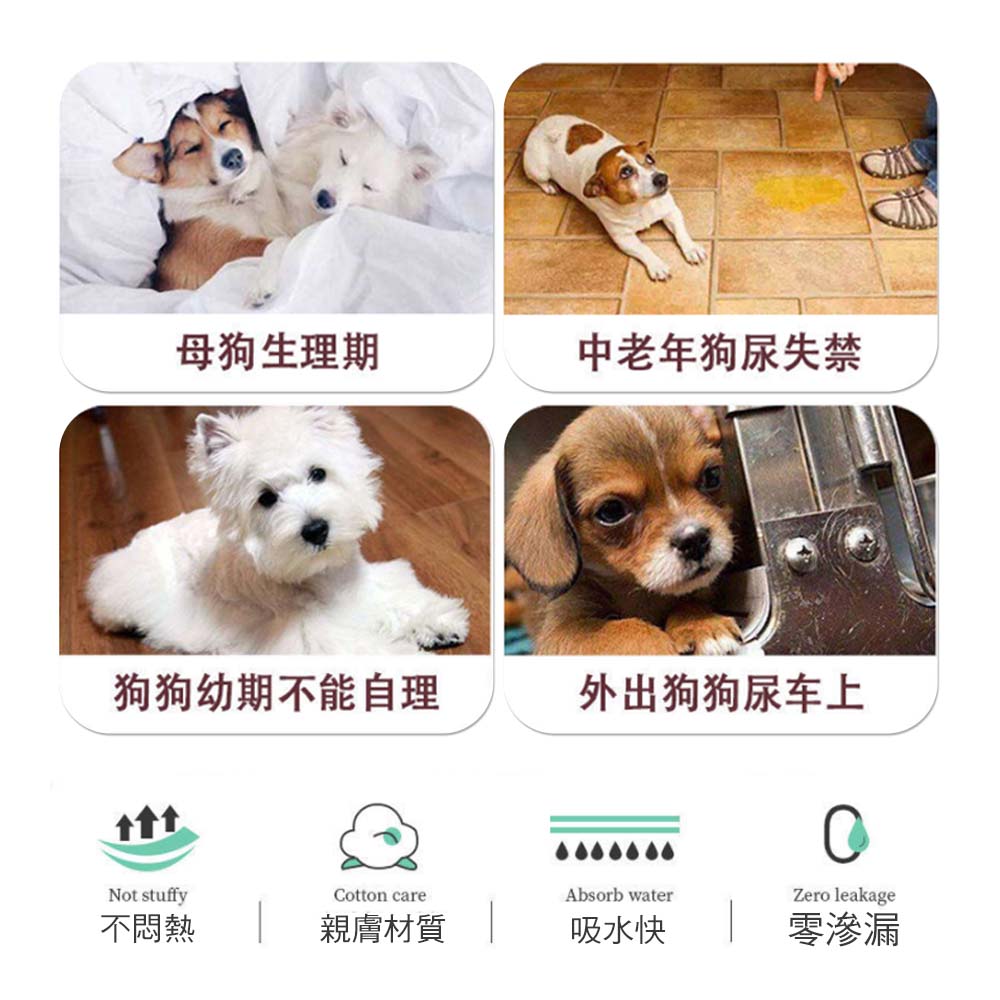 母狗生理期
中老年狗尿失禁
狗狗幼期不能自理
外出狗狗尿车上
Not stuffy
不悶熱
Cotton care
親膚材質
Absorb water
吸水快
Zero leakage
零滲漏